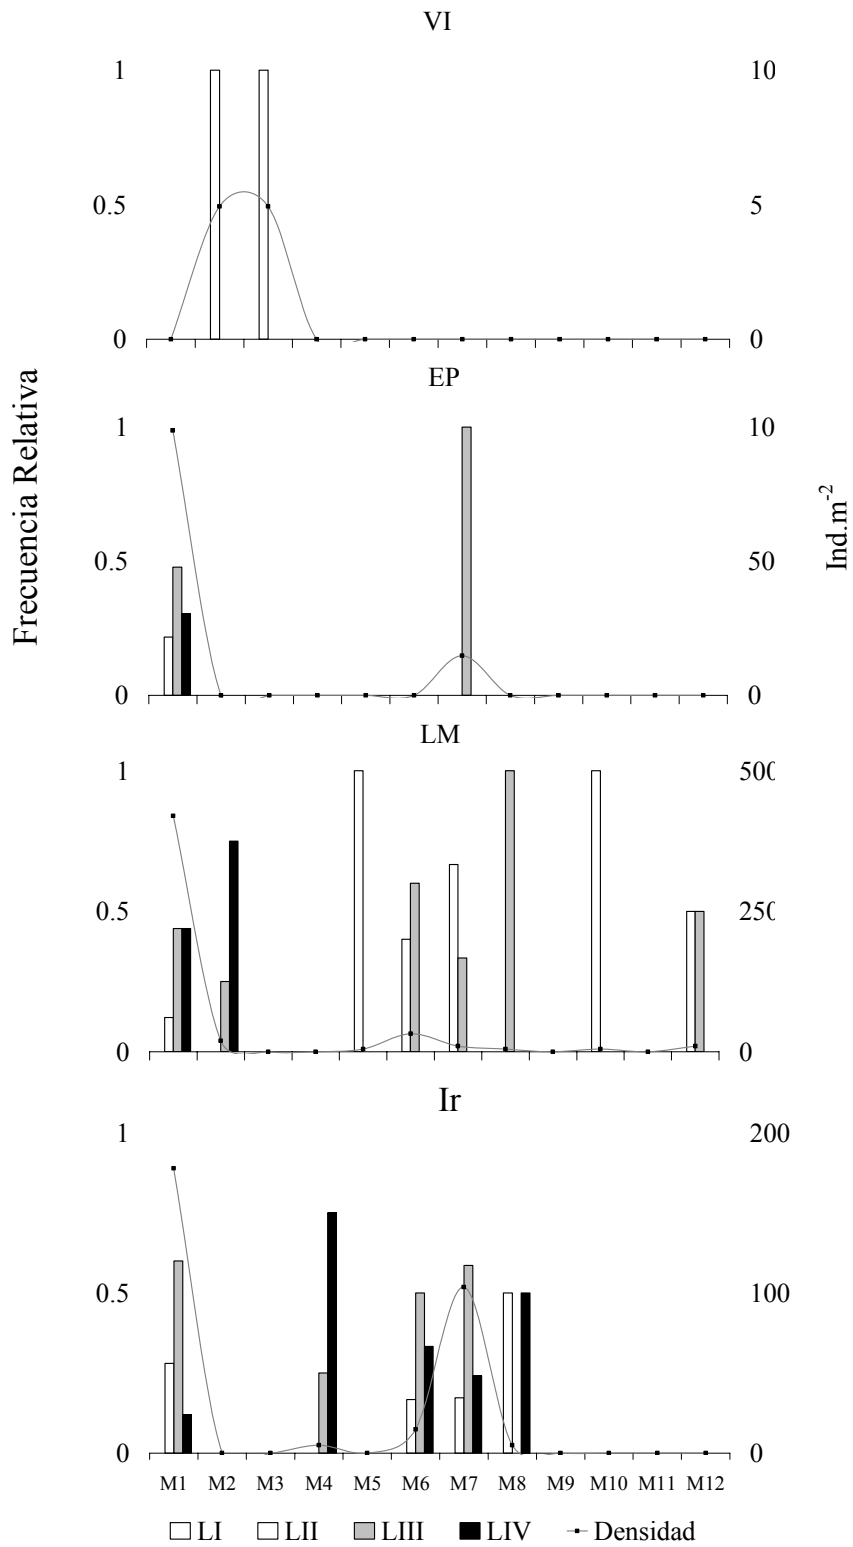 VI
1 10
0.5 5
0 0
EP
1 10
0.5 50
0 0
Frecuencia Relativa
Ind.m⁻²
LM
1 500
0.5 250
0 0
Ir
1 200
0.5 100
0 0
M1 M2 M3 M4 M5 M6 M7 M8 M9 M10 M11 M12
LI LII LIII LIV Densidad